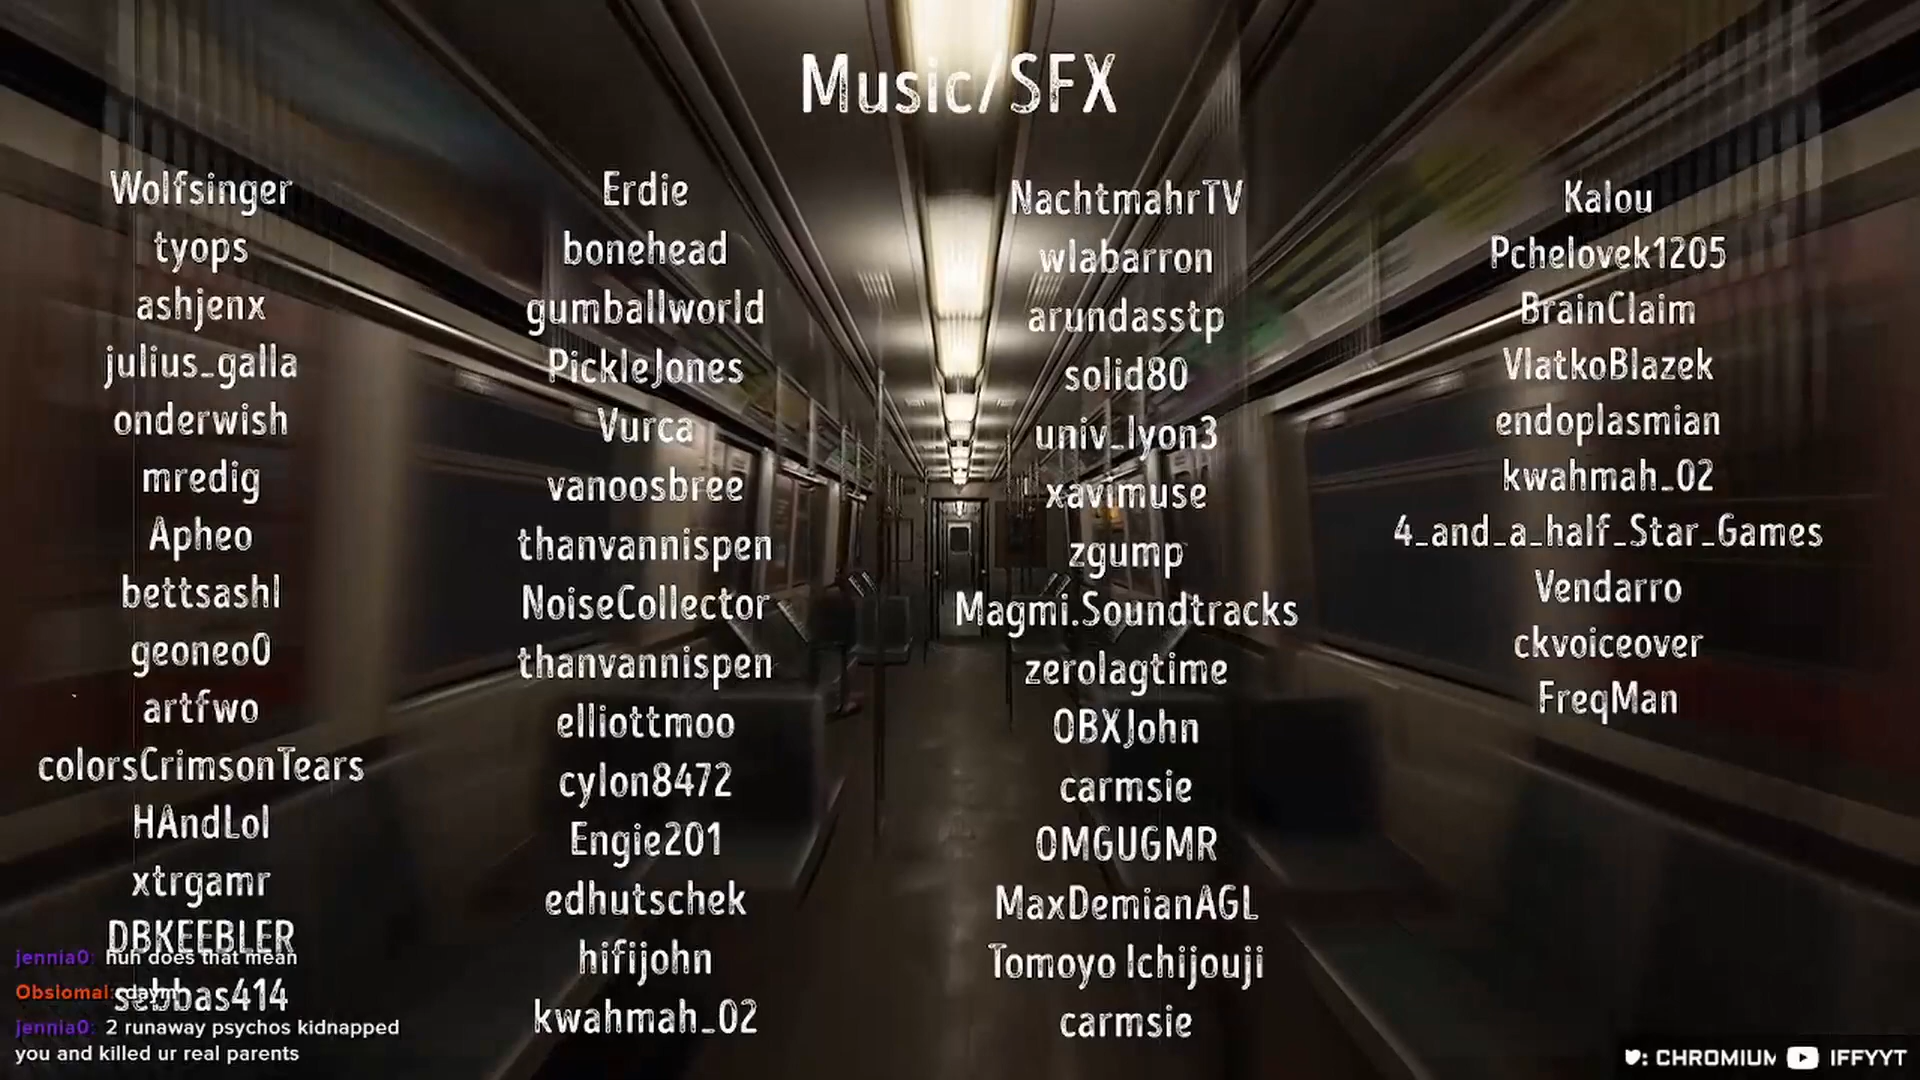 Music/SFX
Wolfsinger
tyops
ashjenx
julius_galla
onderwish
mredig
Apheo
bettsashl
geoneo0
artfwo
colorsCrimsonTears
HAndLol
xtrgamr
DBKEEBLER
sebbas414
Erdie
bonehead
gumballworld
PickleJones
Vurca
vanoosbree
thanvannispen
NoiseCollector
thanvannispen
elliottmoo
cylon8472
Engie201
edhutschek
hifijohn
kwahmah_02
NachtmahrTV
wlabarron
arundasstp
solid80
univ_lyon3
xavimuse
zgump
Magmi.Soundtracks
zerolagtime
OBXJohn
carmsie
OMGUGMR
MaxDemianAGL
Tomoyo Ichijouji
carmsie
Kalou
Pchelovek1205
BrainClaim
VlatkoBlazek
endoplasmian
kwahmah_02
4_and_a_half_Star_Games
Vendarro
ckvoiceover
FreqMan
jennia0: huh does that mean
Obsiomal:
jennia0: 2 runaway psychos kidnapped
you and killed ur real parents
: CHROMIUM IFFYYT